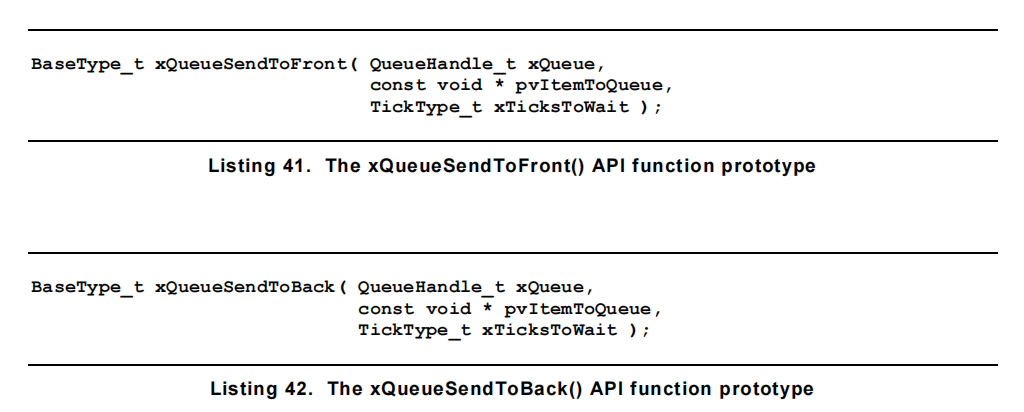 BaseType_t xQueueSendToFront( QueueHandle_t xQueue,
const void * pvItemToQueue,
TickType_t xTicksToWait );
Listing 41. The xQueueSendToFront() API function prototype
BaseType_t xQueueSendToBack( QueueHandle_t xQueue,
const void * pvItemToQueue,
TickType_t xTicksToWait );
Listing 42. The xQueueSendToBack() API function prototype